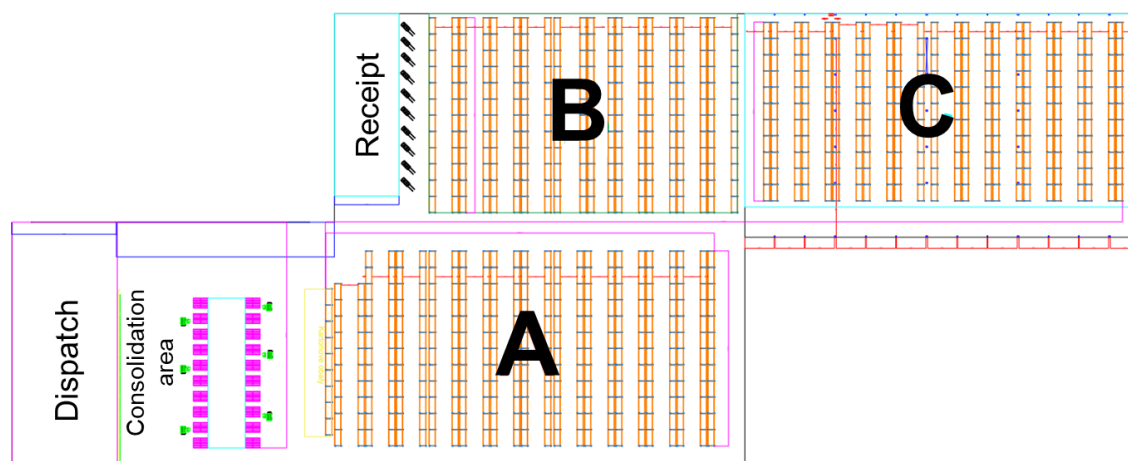 Receipt
B
C
Dispatch
Consolidation
area
A